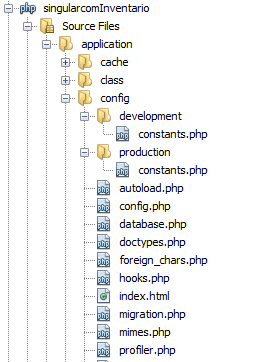 singularcomInventario
Source Files
application
cache
class
config
development
constants.php
production
constants.php
autoload.php
config.php
database.php
doctypes.php
foreign_chars.php
hooks.php
index.html
migration.php
mimes.php
profiler.php